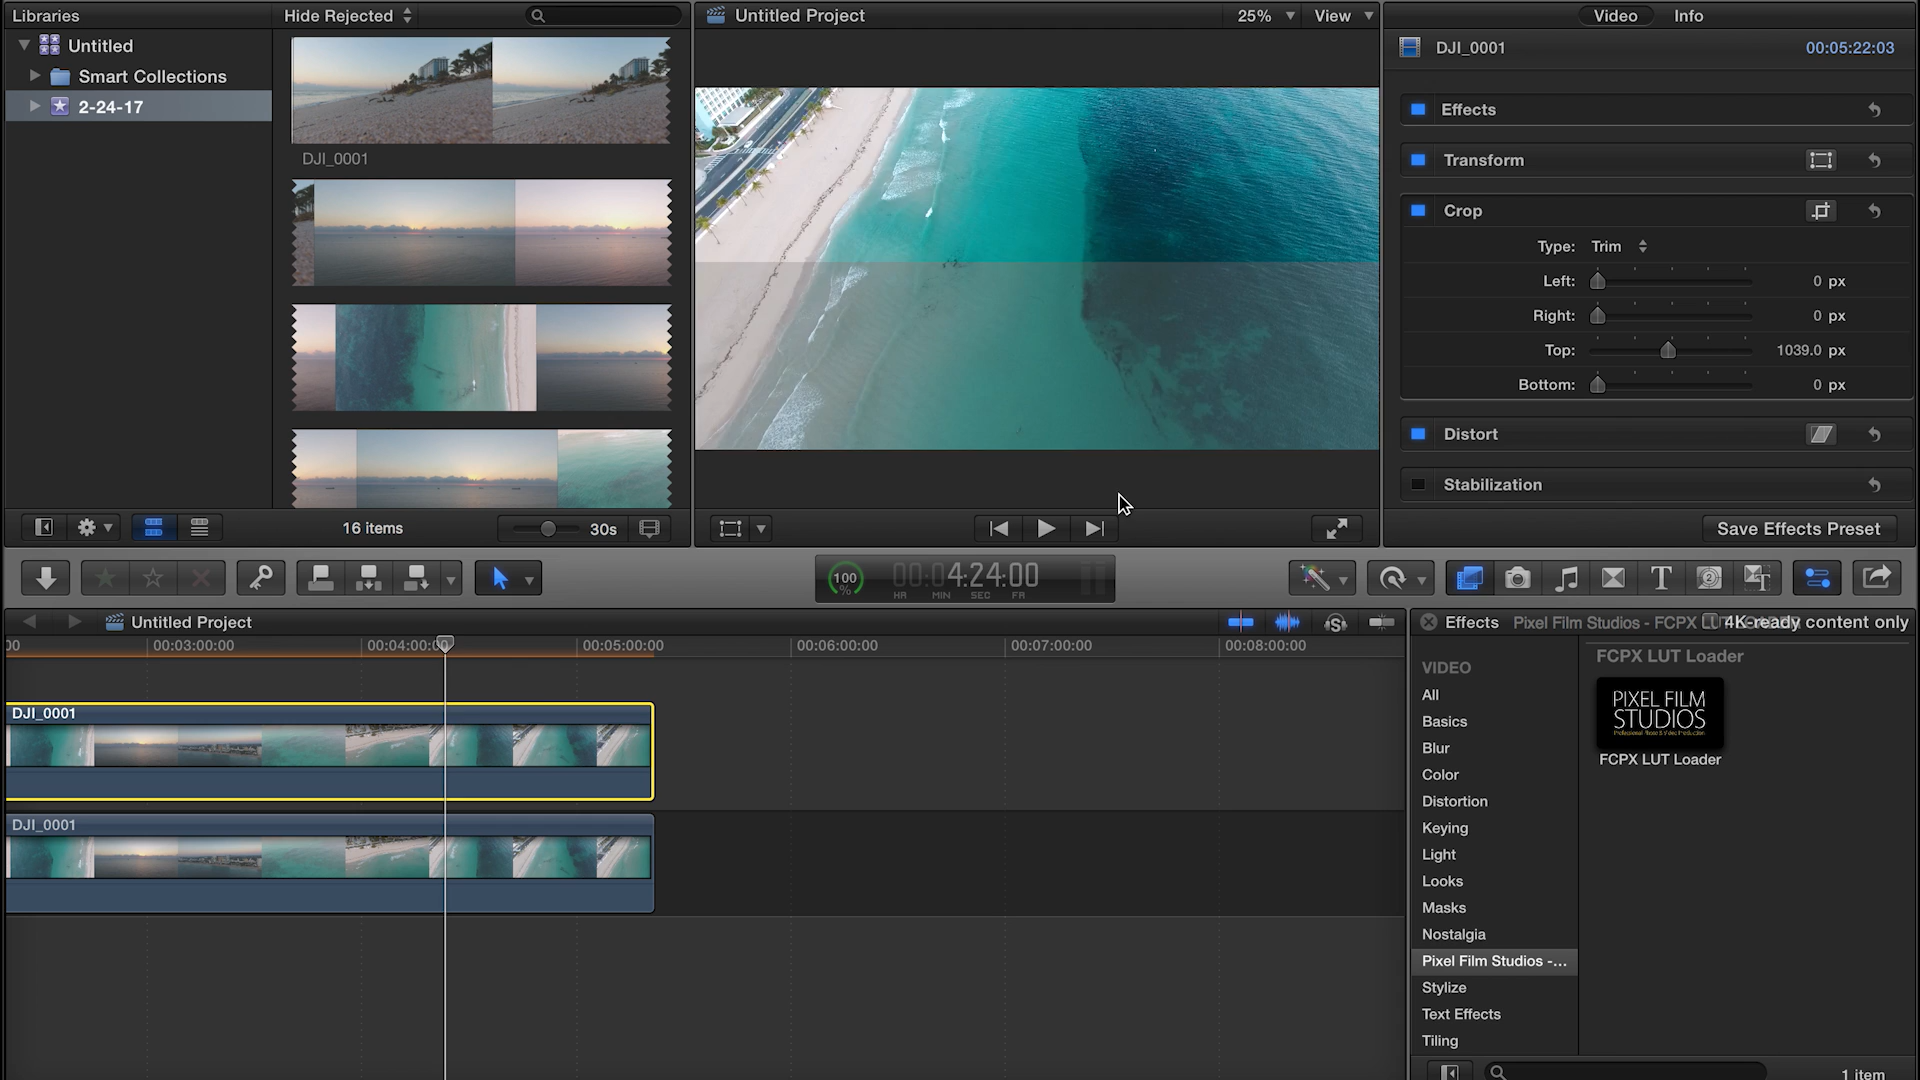 Libraries
Hide Rejected
Untitled
Smart Collections
2-24-17
DJI_0001
16 items
30s
Untitled Project
25%
View
Video
Info
DJI_0001
00:05:22:03
Effects
Transform
Crop
Type: Trim
Left: 0 px
Right: 0 px
Top: 1039.0 px
Bottom: 0 px
Distort
Stabilization
Save Effects Preset
100 %
00:04:24:00
HR MIN SEC FR
Untitled Project
00:03:00:00
00:04:00:00
00:05:00:00
00:06:00:00
00:07:00:00
00:08:00:00
DJI_0001
DJI_0001
Effects
Pixel Film Studios - FCPX
4K-ready content only
VIDEO
All
Basics
Blur
Color
Distortion
Keying
Light
Looks
Masks
Nostalgia
Pixel Film Studios -...
Stylize
Text Effects
Tiling
FCPX LUT Loader
PIXEL FILM
STUDIOS
FCPX LUT Loader
1 item